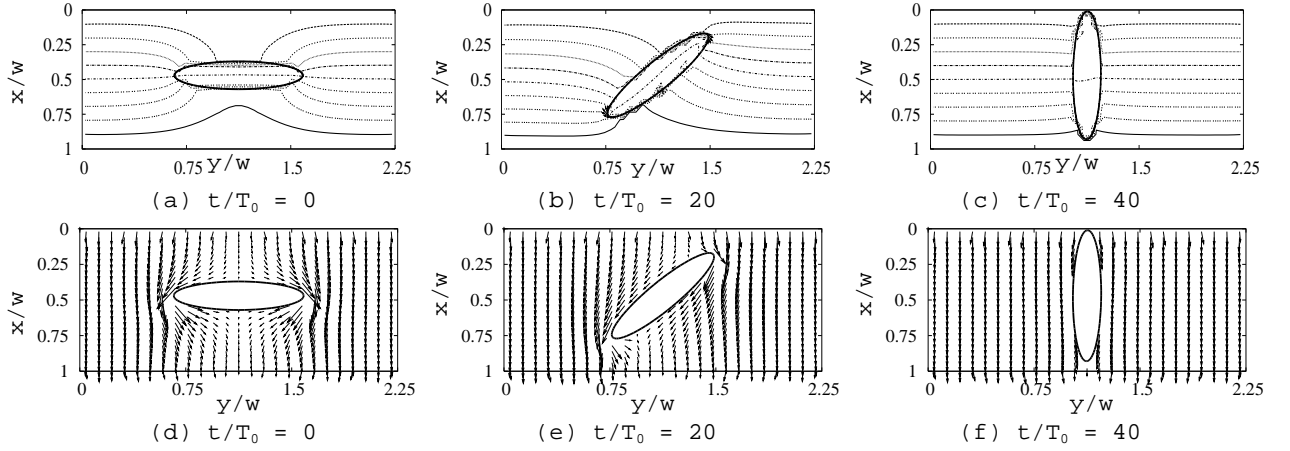 0 0.25 0.5 0.75 1
x/w
0 0.75 1.5 2.25
y/w
(a) t/T₀ = 0
0 0.25 0.5 0.75 1
x/w
0 0.75 1.5 2.25
y/w
(b) t/T₀ = 20
0 0.25 0.5 0.75 1
x/w
0 0.75 1.5 2.25
y/w
(c) t/T₀ = 40
0 0.25 0.5 0.75 1
x/w
0 0.75 1.5 2.25
y/w
(d) t/T₀ = 0
0 0.25 0.5 0.75 1
x/w
0 0.75 1.5 2.25
y/w
(e) t/T₀ = 20
0 0.25 0.5 0.75 1
x/w
0 0.75 1.5 2.25
y/w
(f) t/T₀ = 40